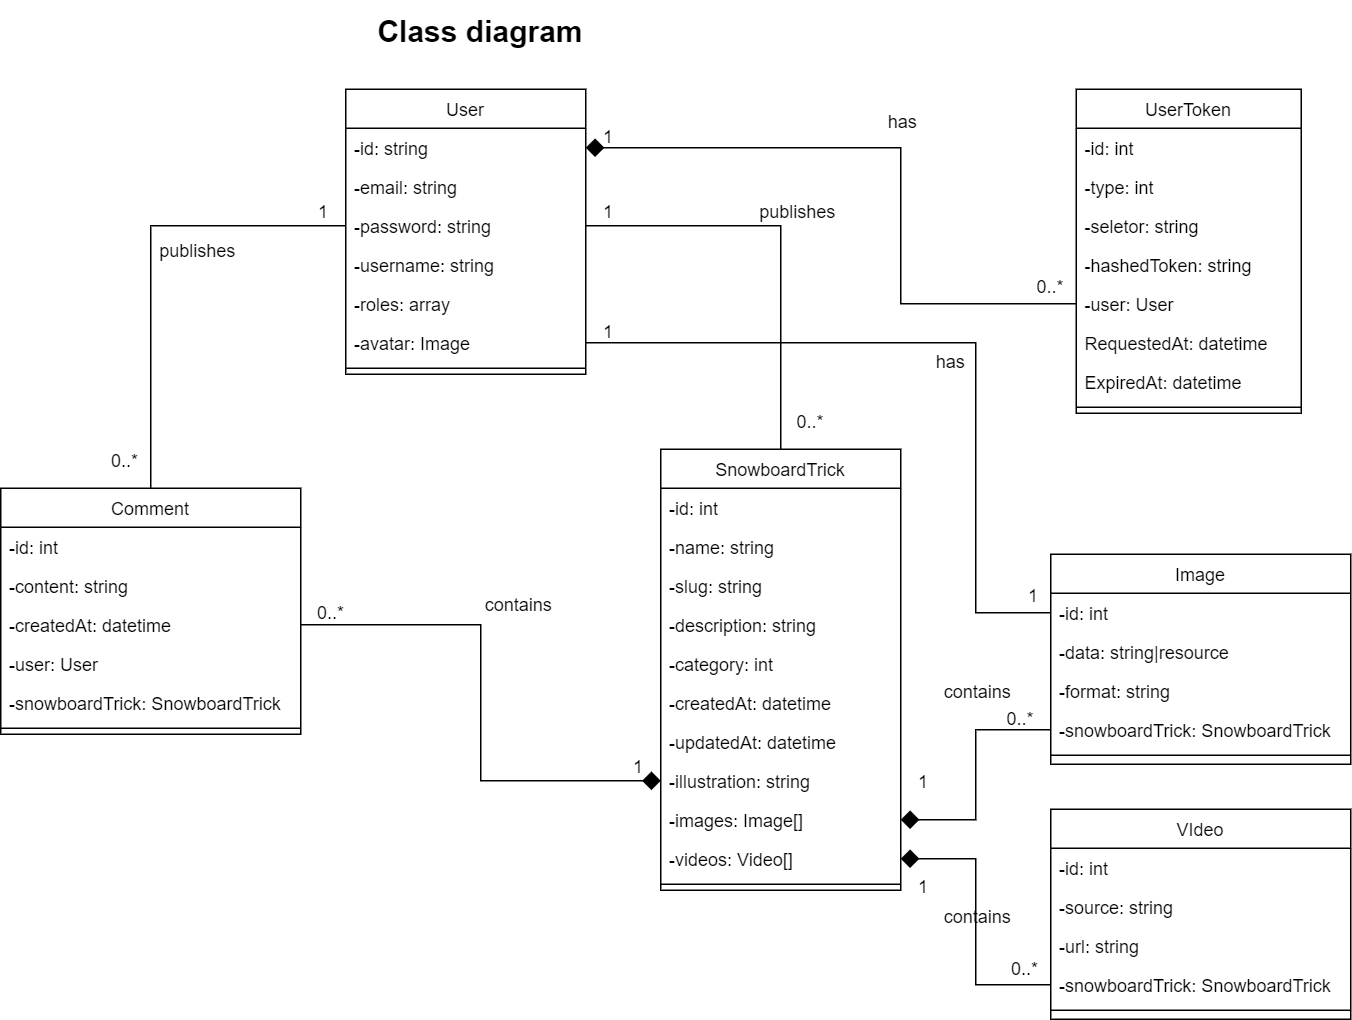 Class diagram
User
-id: string
-email: string
-password: string
-username: string
-roles: array
-avatar: Image
UserToken
-id: int
-type: int
-seletor: string
-hashedToken: string
-user: User
RequestedAt: datetime
ExpiredAt: datetime
1
has
0..*
1
publishes
0..*
1
publishes
0..*
1
has
1
Comment
-id: int
-content: string
-createdAt: datetime
-user: User
-snowboardTrick: SnowboardTrick
0..*
contains
1
SnowboardTrick
-id: int
-name: string
-slug: string
-description: string
-category: int
-createdAt: datetime
-updatedAt: datetime
-illustration: string
-images: Image[]
-videos: Video[]
Image
-id: int
-data: string|resource
-format: string
-snowboardTrick: SnowboardTrick
contains
0..*
1
1
contains
0..*
VIdeo
-id: int
-source: string
-url: string
-snowboardTrick: SnowboardTrick